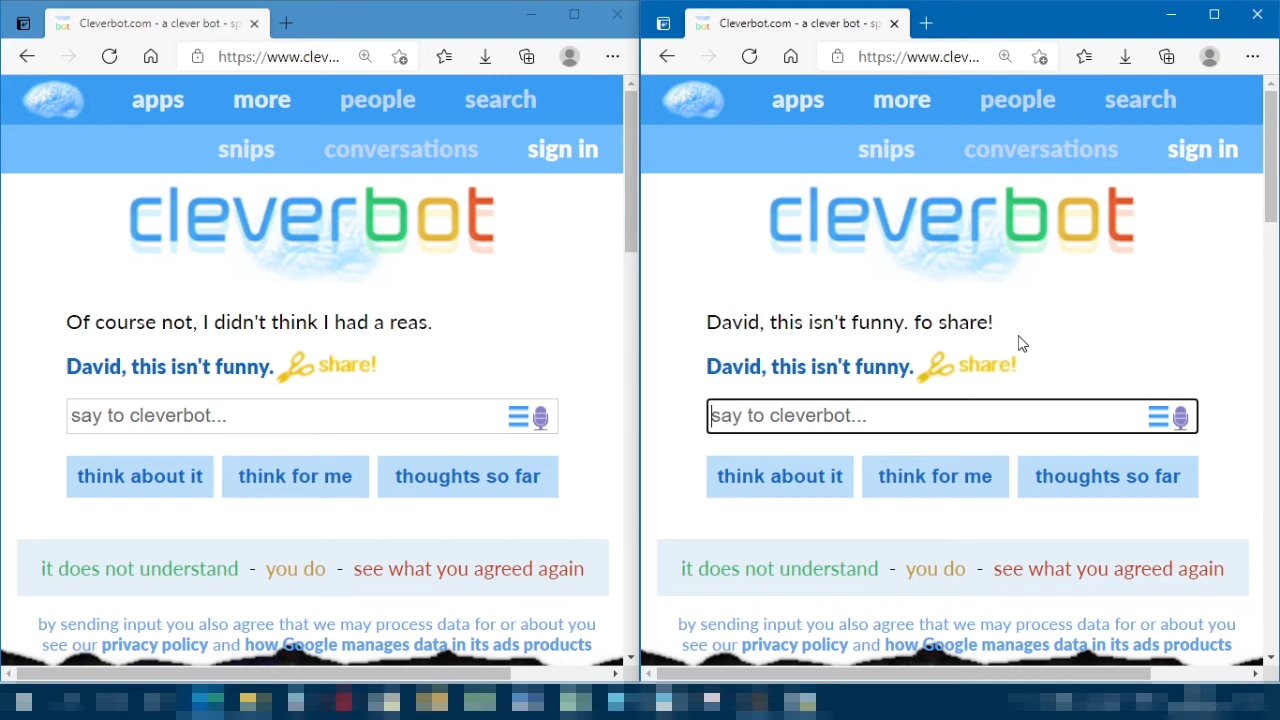 Cleverbot.com - a clever bot - sp
https://www.clev...
apps more people search
snips conversations sign in
cleverbot
Of course not, I didn't think I had a reas.
David, this isn't funny. share!
say to cleverbot...
think about it think for me thoughts so far
it does not understand - you do - see what you agreed again
by sending input you also agree that we may process data for or about you
see our privacy policy and how Google manages data in its ads products
Cleverbot.com - a clever bot - sp
https://www.clev...
apps more people search
snips conversations sign in
cleverbot
David, this isn't funny. fo share!
David, this isn't funny. share!
say to cleverbot...
think about it think for me thoughts so far
it does not understand - you do - see what you agreed again
by sending input you also agree that we may process data for or about you
see our privacy policy and how Google manages data in its ads products